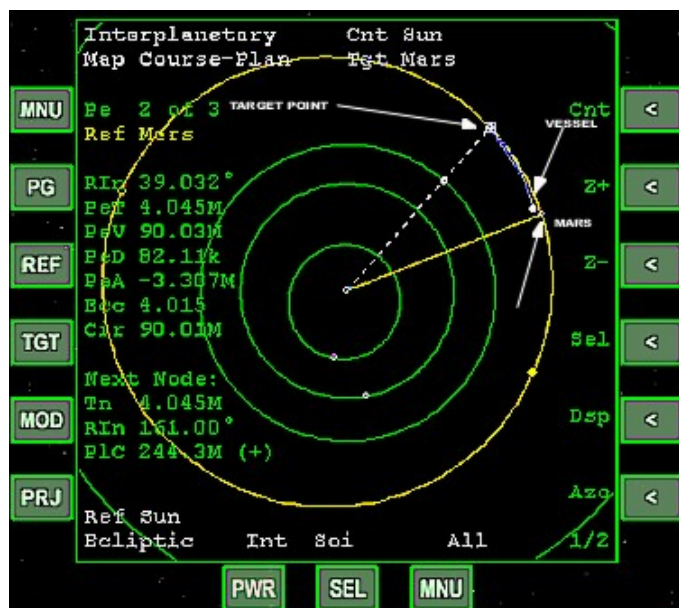 Interplanetary Cnt Sun
Map Course-Plan Tgt Mars
MNU Pe 2 of 3 TARGET POINT Cnt <
Ref Mars VESSEL
PG RIn 39.032° Z+ <
PeT 4.045M
PeV 90.03M MARS
REF PeD 82.11k Z- <
PeA -3.307M
Ecc 4.015
TGT Cir 90.01M Sel <
Next Node:
MOD Tn 4.045M Dsp <
RIn 161.00°
PlC 244.3M (+)
PRJ Azg <
Ref Sun
Ecliptic Int Soi All 1/2
PWR SEL MNU